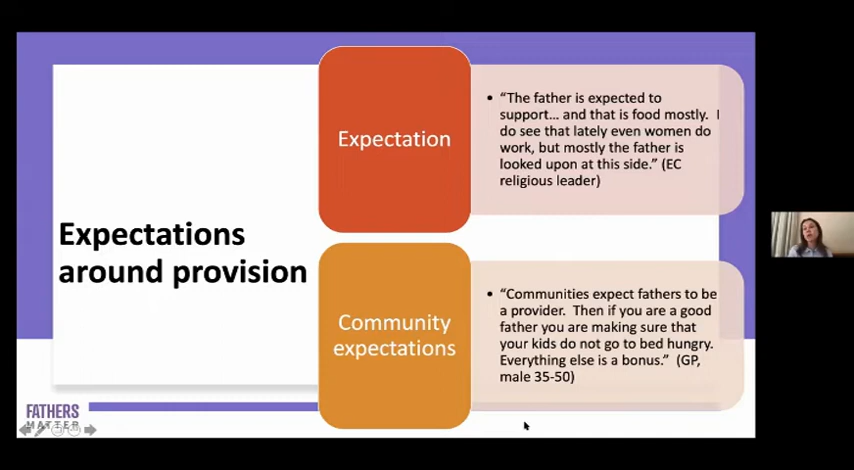 Expectations
around provision
Expectation
• “The father is expected to
support… and that is food mostly. I
do see that lately even women do
work, but mostly the father is
looked upon at this side.” (EC
religious leader)
Community
expectations
• “Communities expect fathers to be
a provider. Then if you are a good
father you are making sure that
your kids do not go to bed hungry.
Everything else is a bonus.” (GP,
male 35-50)
FATHERS
MATTER